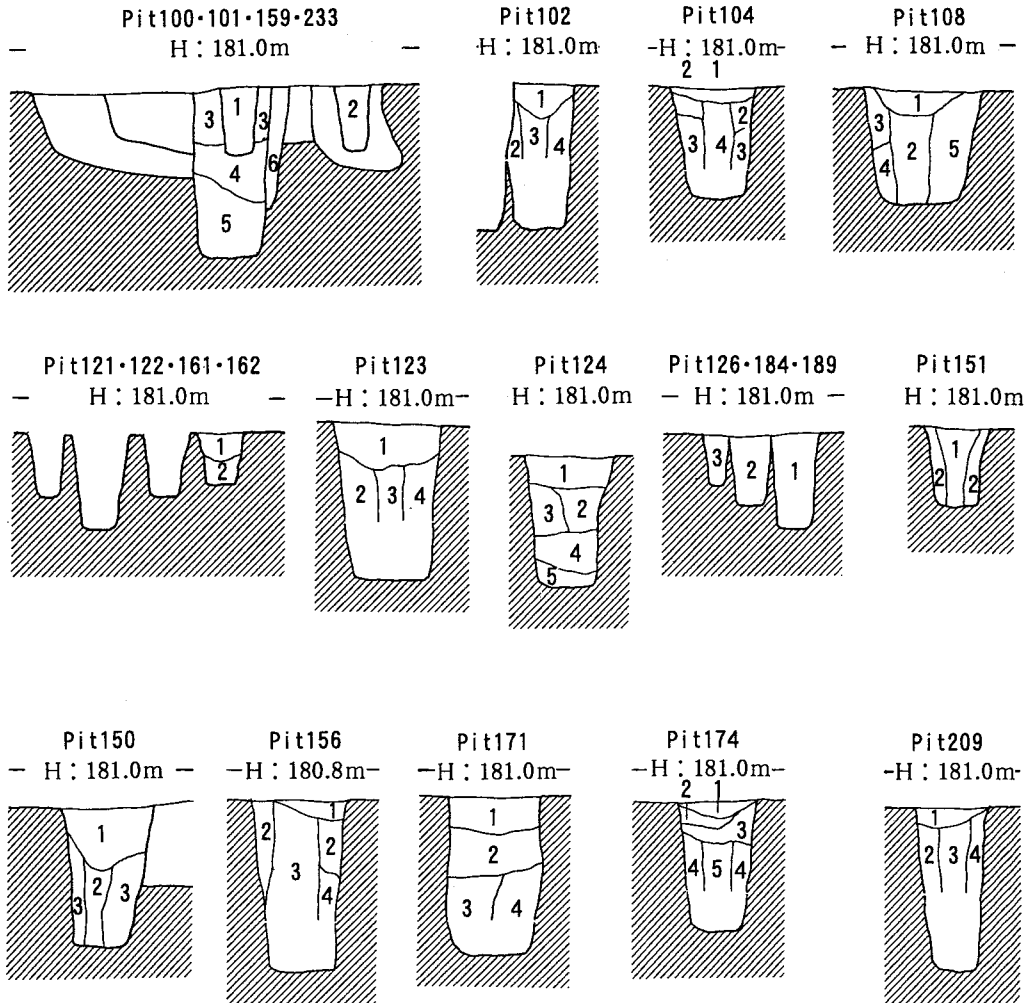 Pit100・101・159・233
― H：181.0m ―
1 2 3 3 4 5 6
Pit102
-H：181.0m-
1 2 3 4
Pit104
-H：181.0m-
2 1
2
3 4 3
Pit108
― H：181.0m ―
1
3
2 5
4
Pit121・122・161・162
― H：181.0m ―
1
2
Pit123
―H：181.0m―
1
2 3 4
Pit124
H：181.0m
1
3 2
4
5
Pit126・184・189
― H：181.0m ―
3 2 1
Pit151
H：181.0m
1
2 2
Pit150
― H：181.0m ―
1
3 2 3
Pit156
―H：180.8m―
1
2 2
3
4
Pit171
―H：181.0m―
1
2
3 4
Pit174
―H：181.0m―
2 1
3
4 5 4
Pit209
-H：181.0m-
1
2 3 4